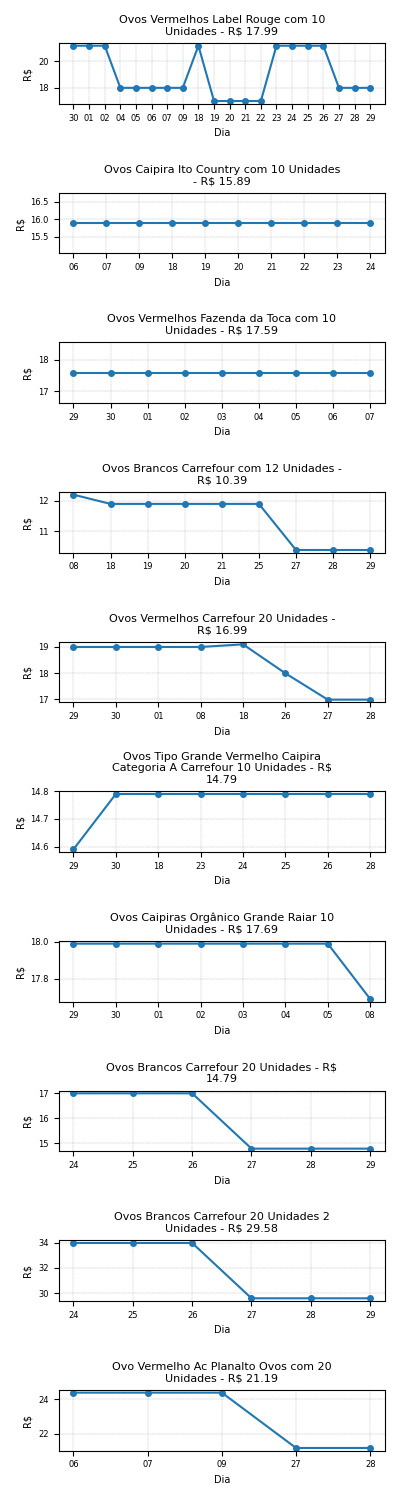 Ovos Vermelhos Label Rouge com 10
Unidades - R$ 17.99
20
18
R$
30 01 02 04 05 06 07 09 18 19 20 21 22 23 24 25 26 27 28 29
Dia
Ovos Caipira Ito Country com 10 Unidades
- R$ 15.89
16.5
16.0
15.5
R$
06 07 09 18 19 20 21 22 23 24
Dia
Ovos Vermelhos Fazenda da Toca com 10
Unidades - R$ 17.59
18
17
R$
29 30 01 02 03 04 05 06 07
Dia
Ovos Brancos Carrefour com 12 Unidades -
R$ 10.39
12
11
R$
08 18 19 20 21 25 27 28 29
Dia
Ovos Vermelhos Carrefour 20 Unidades -
R$ 16.99
19
18
17
R$
29 30 01 08 18 26 27 28
Dia
Ovos Tipo Grande Vermelho Caipira
Categoria A Carrefour 10 Unidades - R$
14.79
14.8
14.7
14.6
R$
29 30 18 23 24 25 26 28
Dia
Ovos Caipiras Orgânico Grande Raiar 10
Unidades - R$ 17.69
18.0
17.8
R$
29 30 01 02 03 04 05 08
Dia
Ovos Brancos Carrefour 20 Unidades - R$
14.79
17
16
15
R$
24 25 26 27 28 29
Dia
Ovos Brancos Carrefour 20 Unidades 2
Unidades - R$ 29.58
34
32
30
R$
24 25 26 27 28 29
Dia
Ovo Vermelho Ac Planalto Ovos com 20
Unidades - R$ 21.19
24
22
R$
06 07 09 27 28
Dia